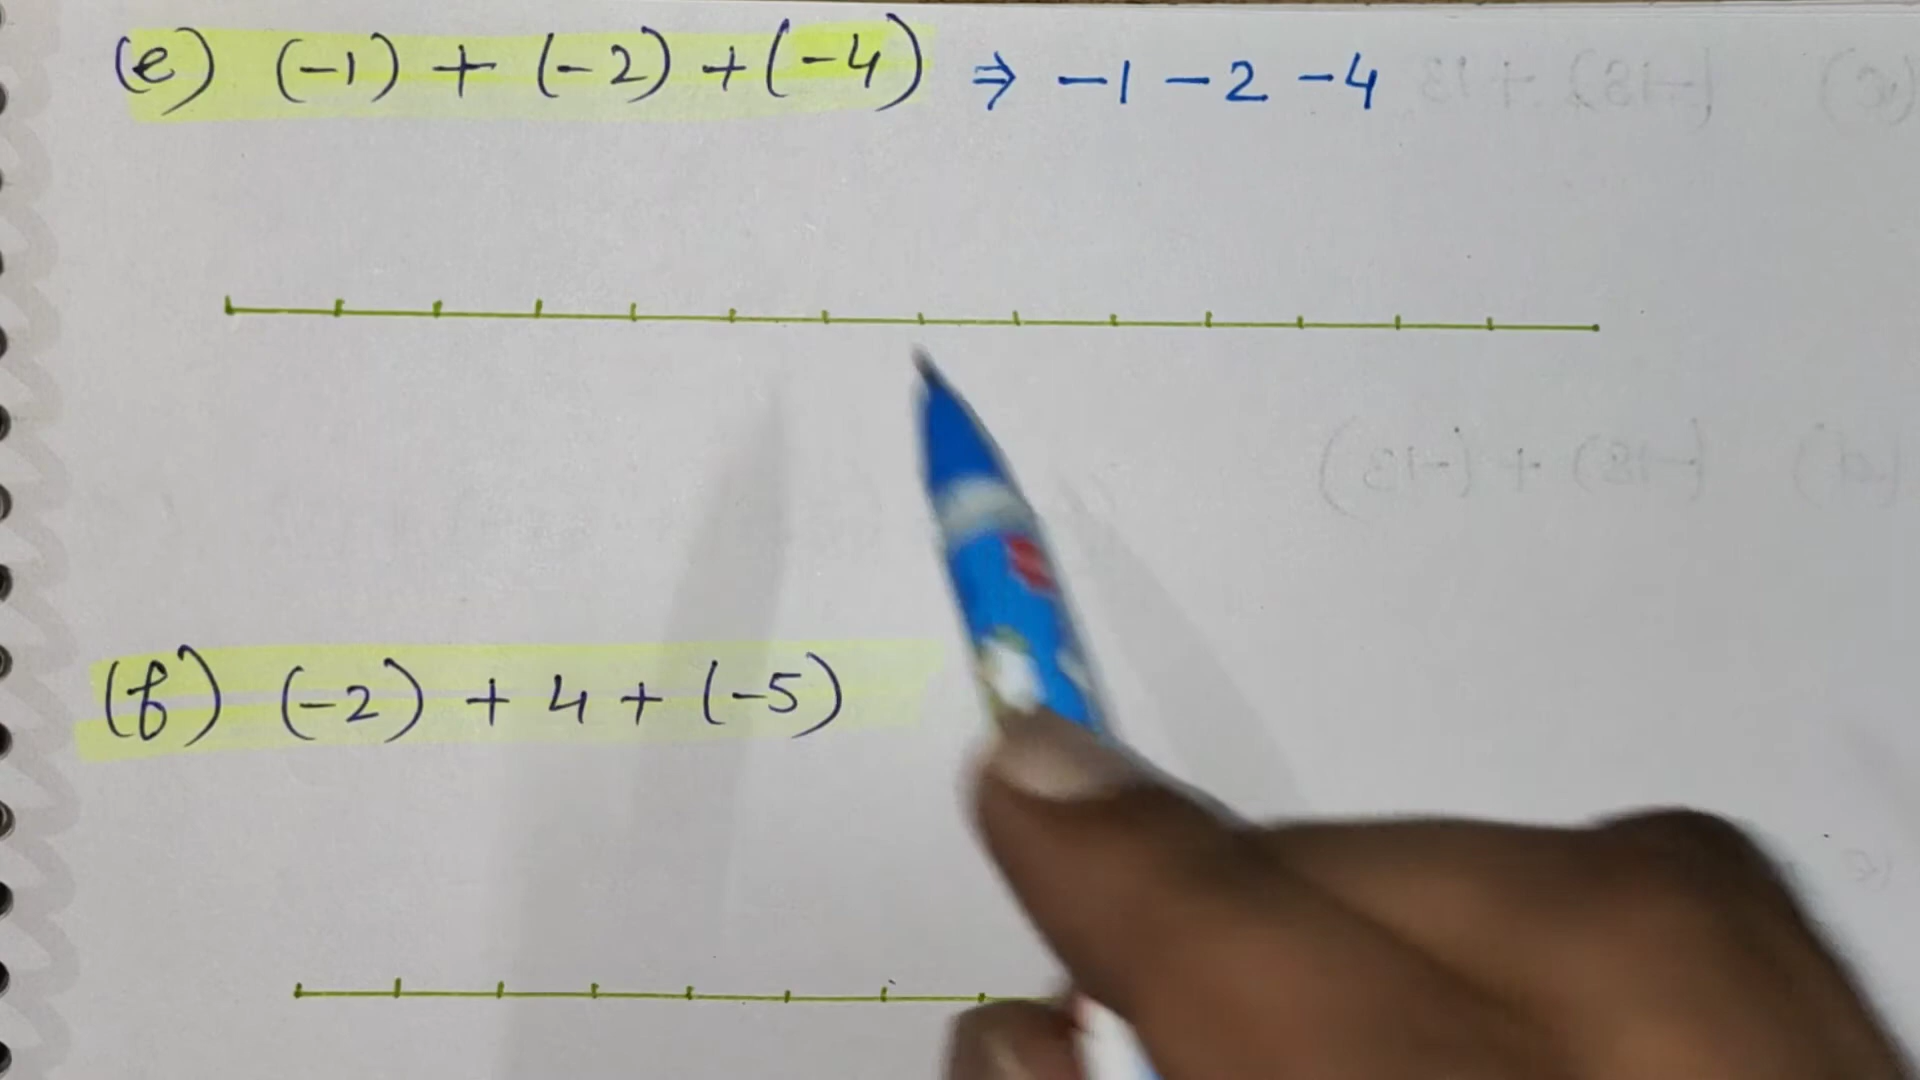 (e) (-1) + (-2) + (-4) ⇒ -1 -2 -4
(f) (-2) + 4 + (-5)